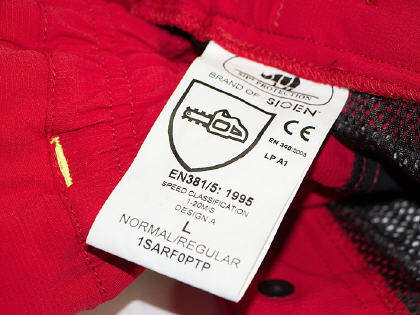 SIP PROTECTION
BRAND OF SIOEN
CE
EN 340:2003
LP A1
EN381/5: 1995
SPEED CLASSIFICATION
1-20M/S
DESIGN A
L
NORMAL/REGULAR
1SARF0PTP